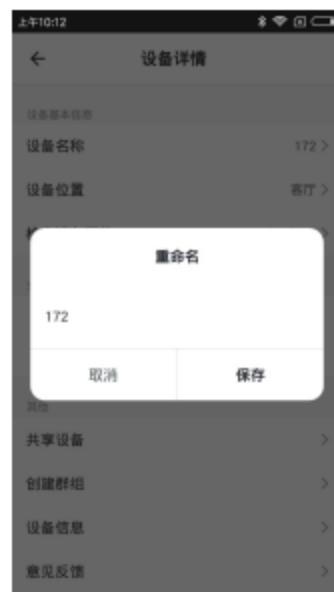 上午10:12
设备详情
设备基本信息
设备名称 172
设备位置 客厅
重命名
172
取消 保存
其他
共享设备
创建群组
设备信息
意见反馈